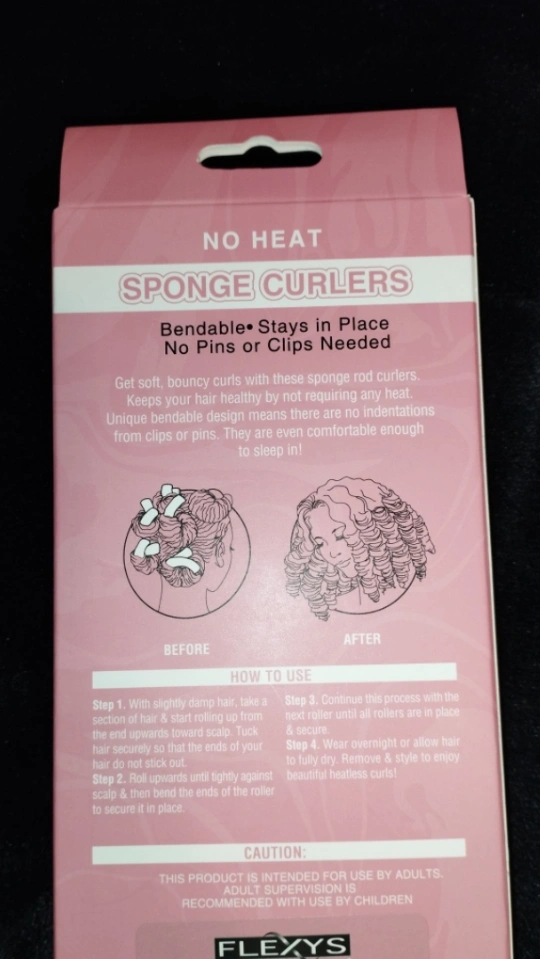 NO HEAT
SPONGE CURLERS
Bendable• Stays in Place
No Pins or Clips Needed
Get soft, bouncy curls with these sponge rod curlers.
Keeps your hair healthy by not requiring any heat.
Unique bendable design means there are no indentations
from clips or pins. They are even comfortable enough
to sleep in!
BEFORE
AFTER
HOW TO USE
Step 1. With slightly damp hair, take a
section of hair & start rolling up from
the end upwards toward scalp. Tuck
hair securely so that the ends of your
hair do not stick out.
Step 2. Roll upwards until tightly against
scalp & then bend the ends of the roller
to secure it in place.
Step 3. Continue this process with the
next roller until all rollers are in place
& secure.
Step 4. Wear overnight or allow hair
to fully dry. Remove & style to enjoy
beautiful heatless curls!
CAUTION:
THIS PRODUCT IS INTENDED FOR USE BY ADULTS.
ADULT SUPERVISION IS
RECOMMENDED WITH USE BY CHILDREN
FLEXYS